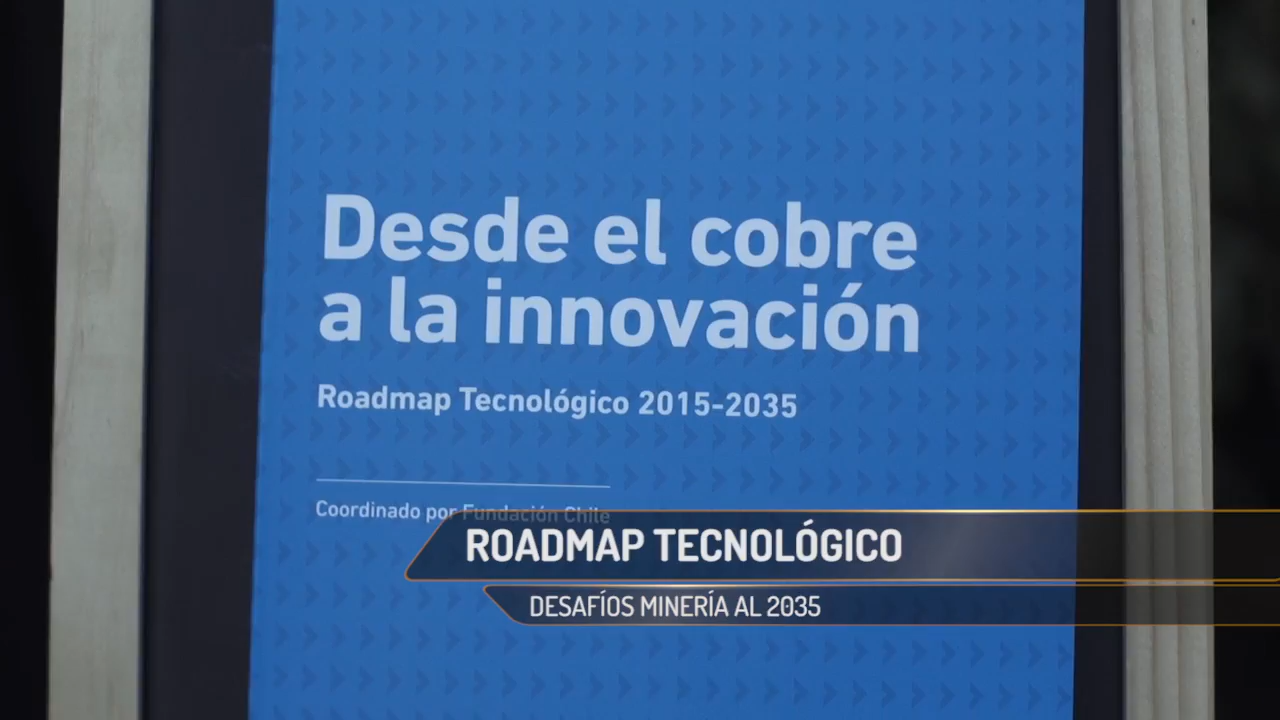 Desde el cobre
a la innovación
Roadmap Tecnológico 2015-2035
Coordinado por Fundación Chile
ROADMAP TECNOLÓGICO
DESAFÍOS MINERÍA AL 2035